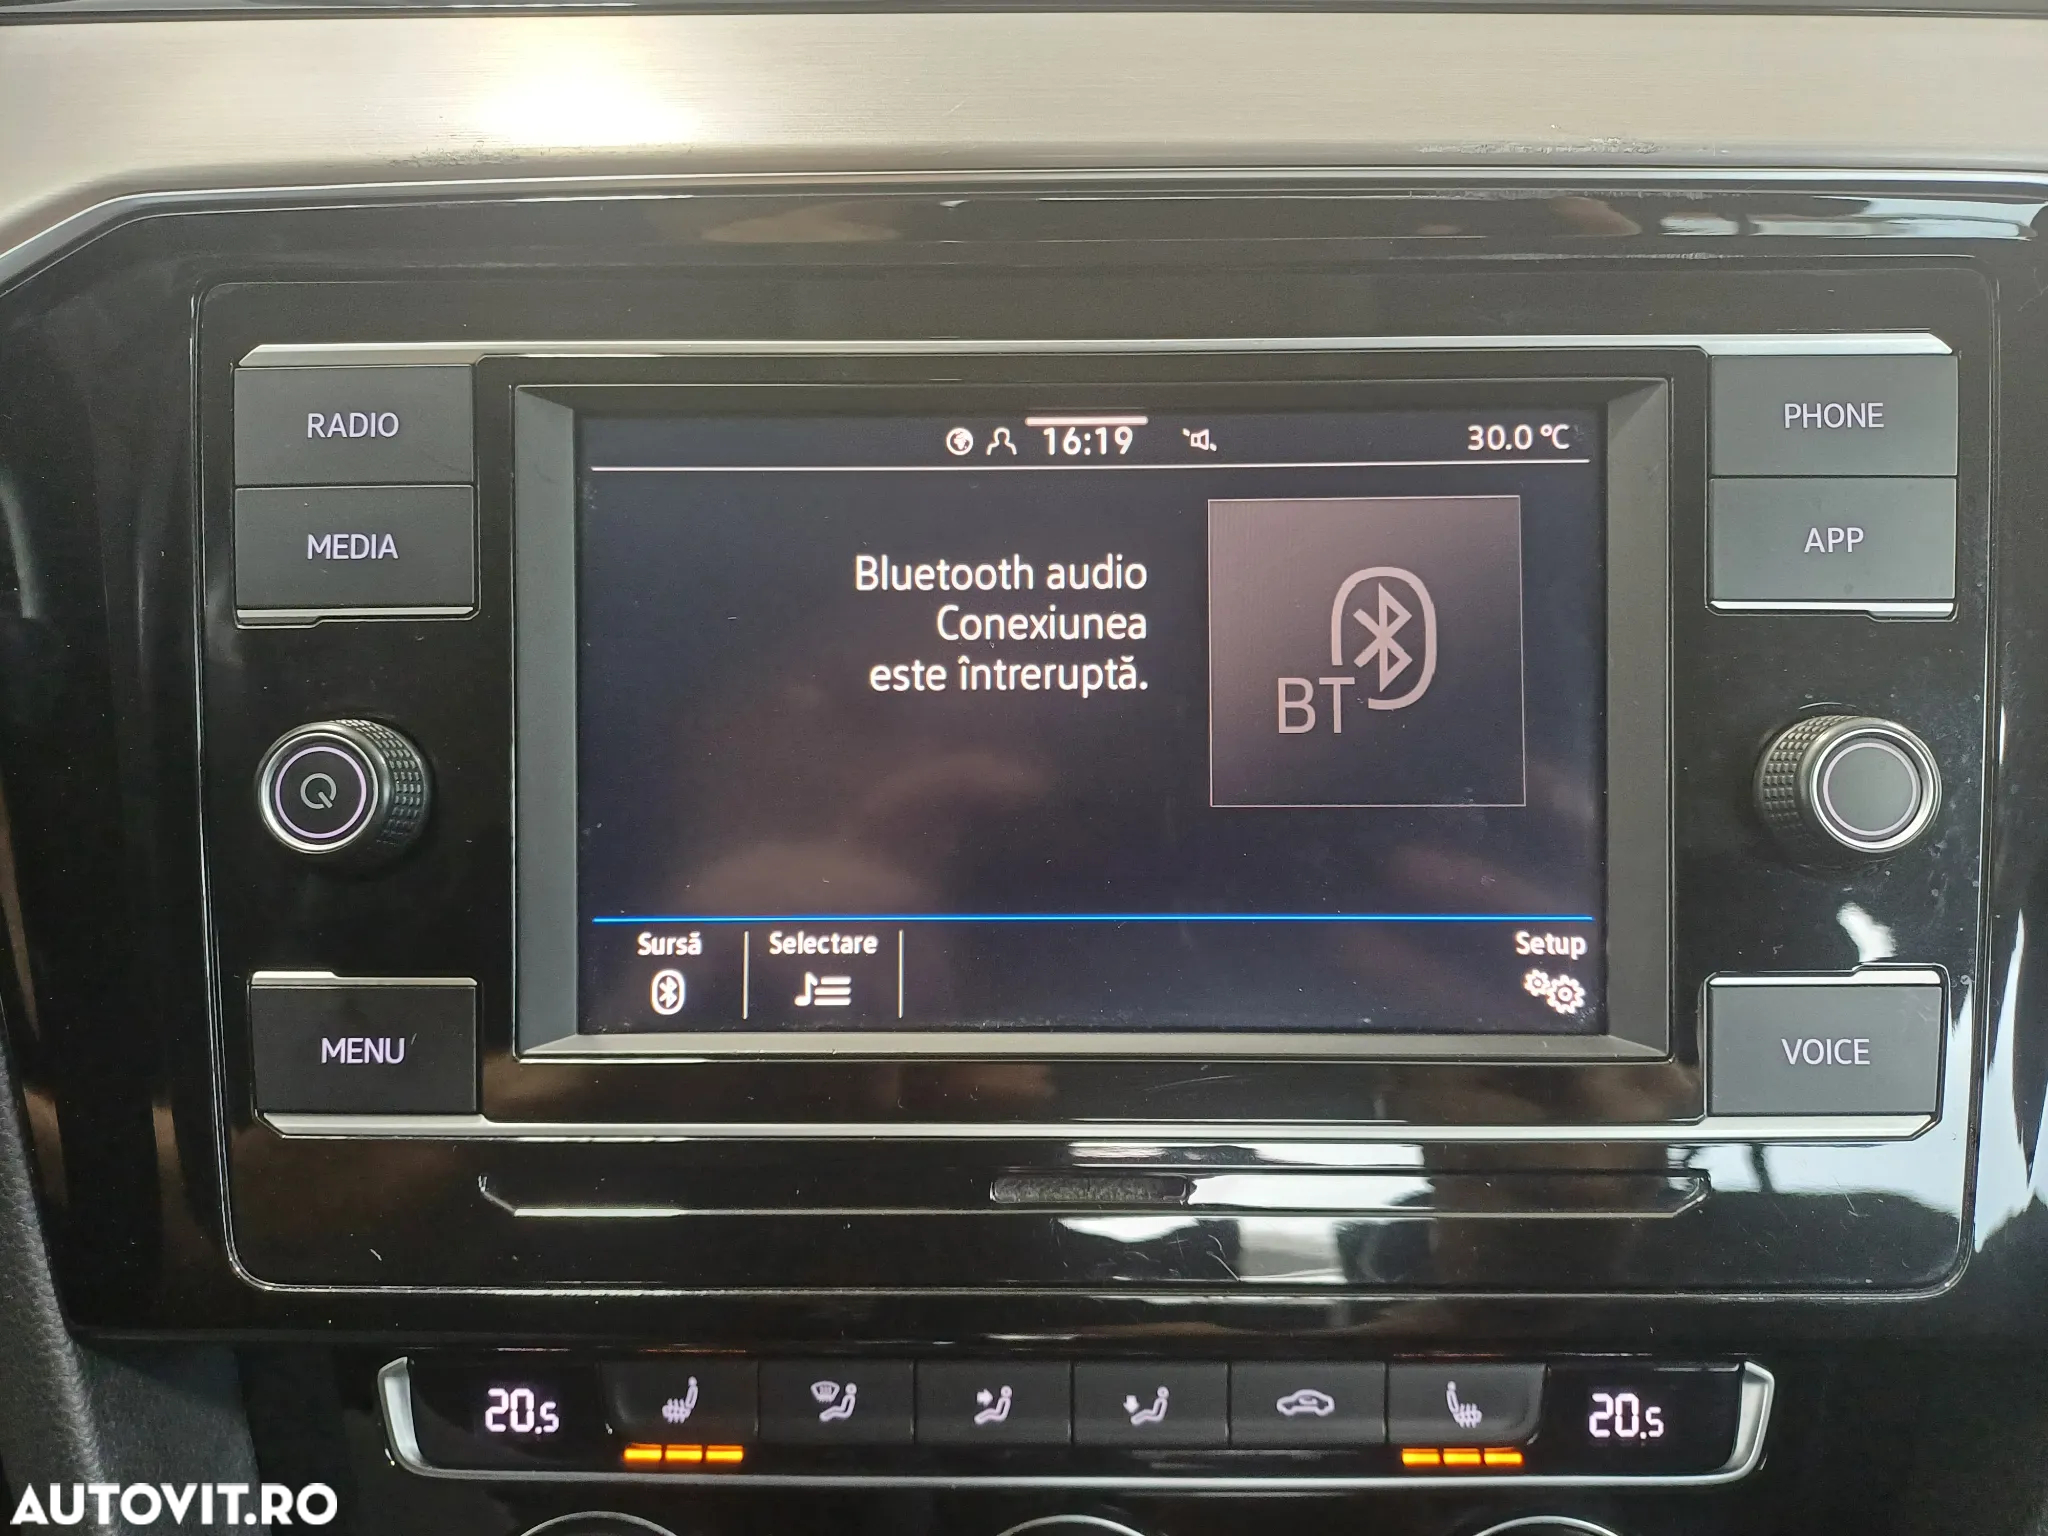 RADIO
MEDIA
MENU
16:19
30.0 °C
Bluetooth audio
Conexiunea
este întreruptă.
BT
Sursă
Selectare
Setup
PHONE
APP
VOICE
20.5
20.5
AUTOVIT.RO